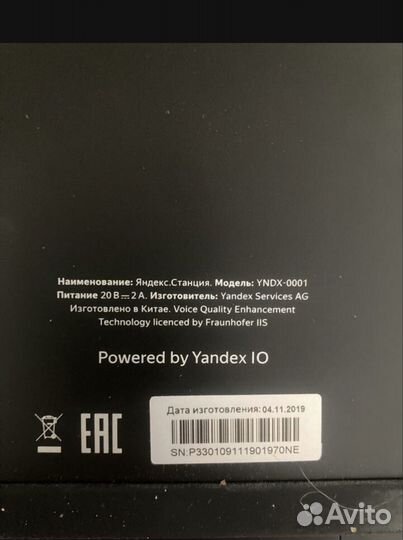 Наименование: Яндекс.Станция. Модель: YNDX-0001
Питание 20 В⎓2 А. Изготовитель: Yandex Services AG
Изготовлено в Китае. Voice Quality Enhancement
Technology licenced by Fraunhofer IIS
Powered by Yandex IO
EAC
Дата изготовления: 04.11.2019
SN:P330109111901970NE
Avito